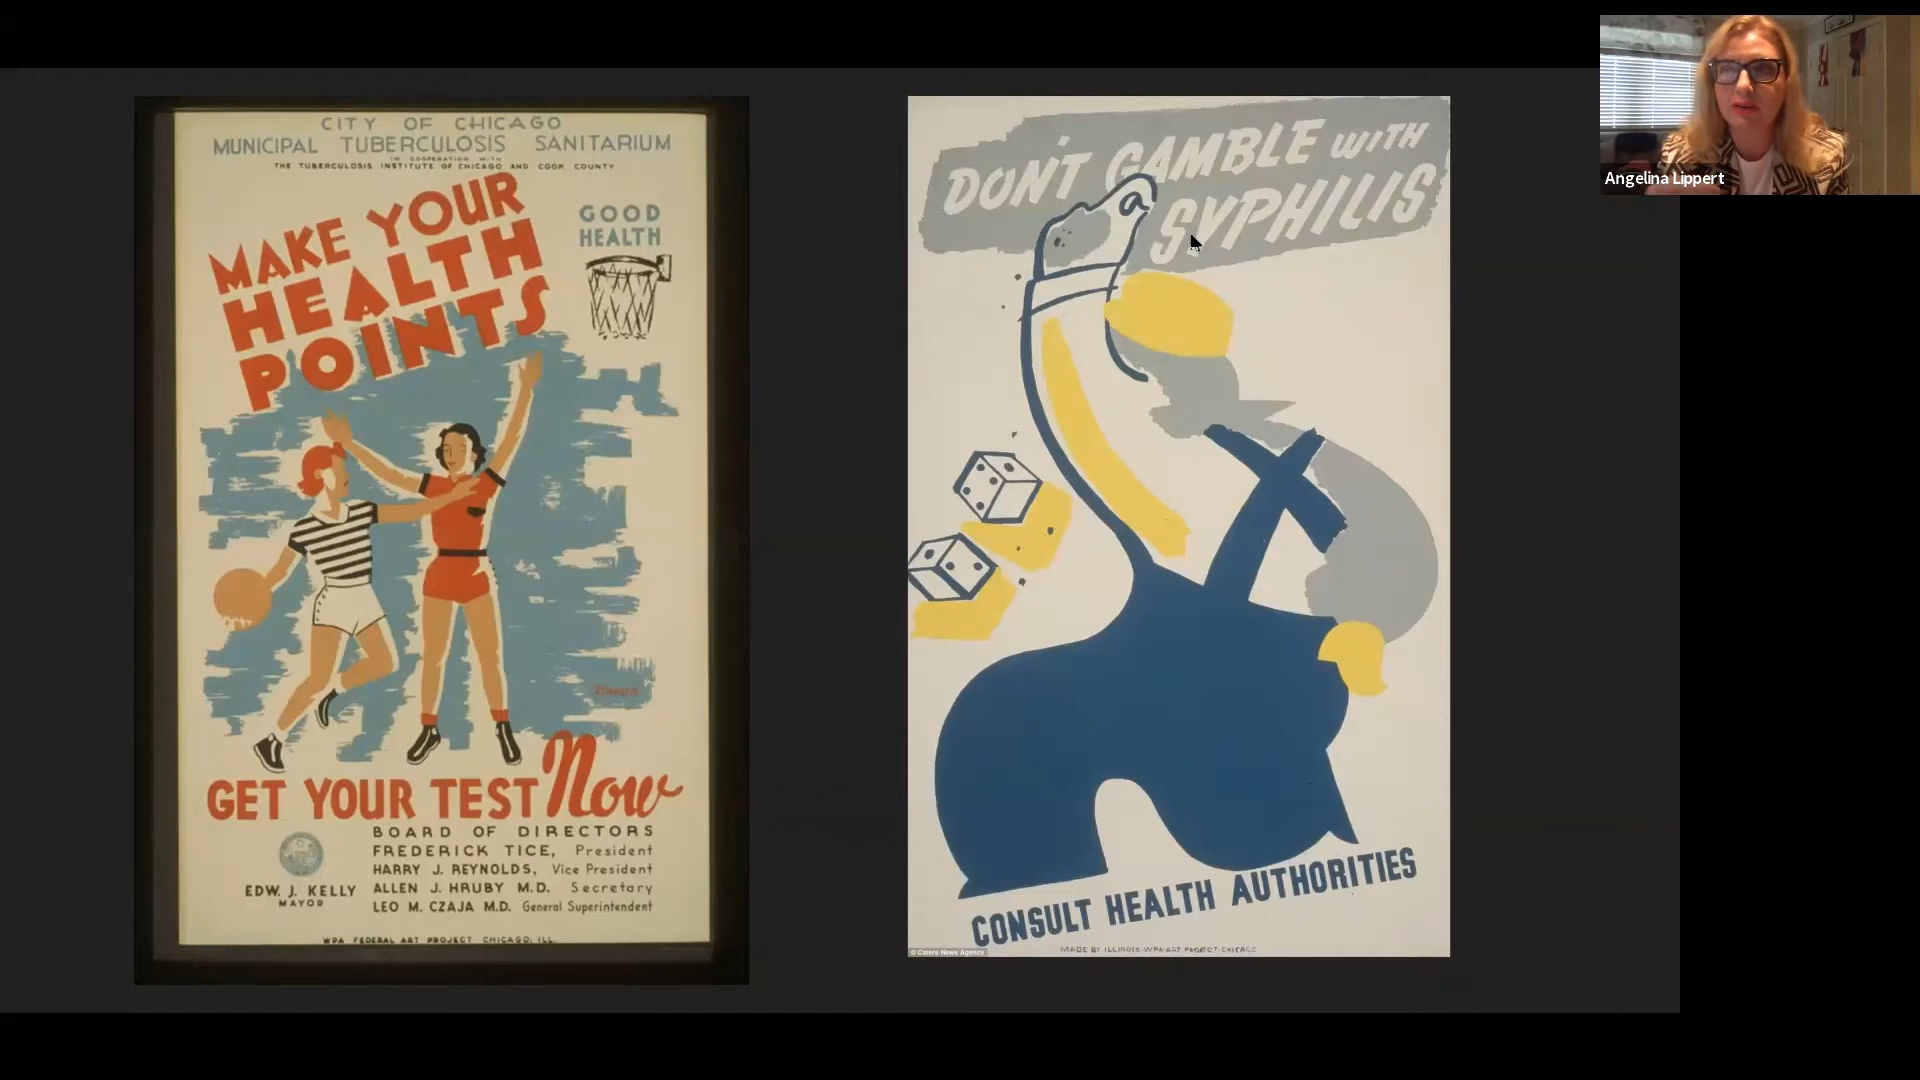 CITY OF CHICAGO
MUNICIPAL TUBERCULOSIS SANITARIUM
IN COOPERATION WITH
THE TUBERCULOSIS INSTITUTE OF CHICAGO AND COOK COUNTY
MAKE YOUR
HEALTH
POINTS
GOOD
HEALTH
GET YOUR TEST Now
BOARD OF DIRECTORS
FREDERICK TICE, President
HARRY J. REYNOLDS, Vice President
ALLEN J. HRUBY M.D. Secretary
LEO M. CZAJA M.D. General Superintendent
EDW. J. KELLY
MAYOR
WPA FEDERAL ART PROJECT CHICAGO, ILL.
DON'T GAMBLE WITH
SYPHILIS
CONSULT HEALTH AUTHORITIES
MADE BY ILLINOIS-WPA ART PROJECT-CHICAGO
© Caters News Agency
Angelina Lippert